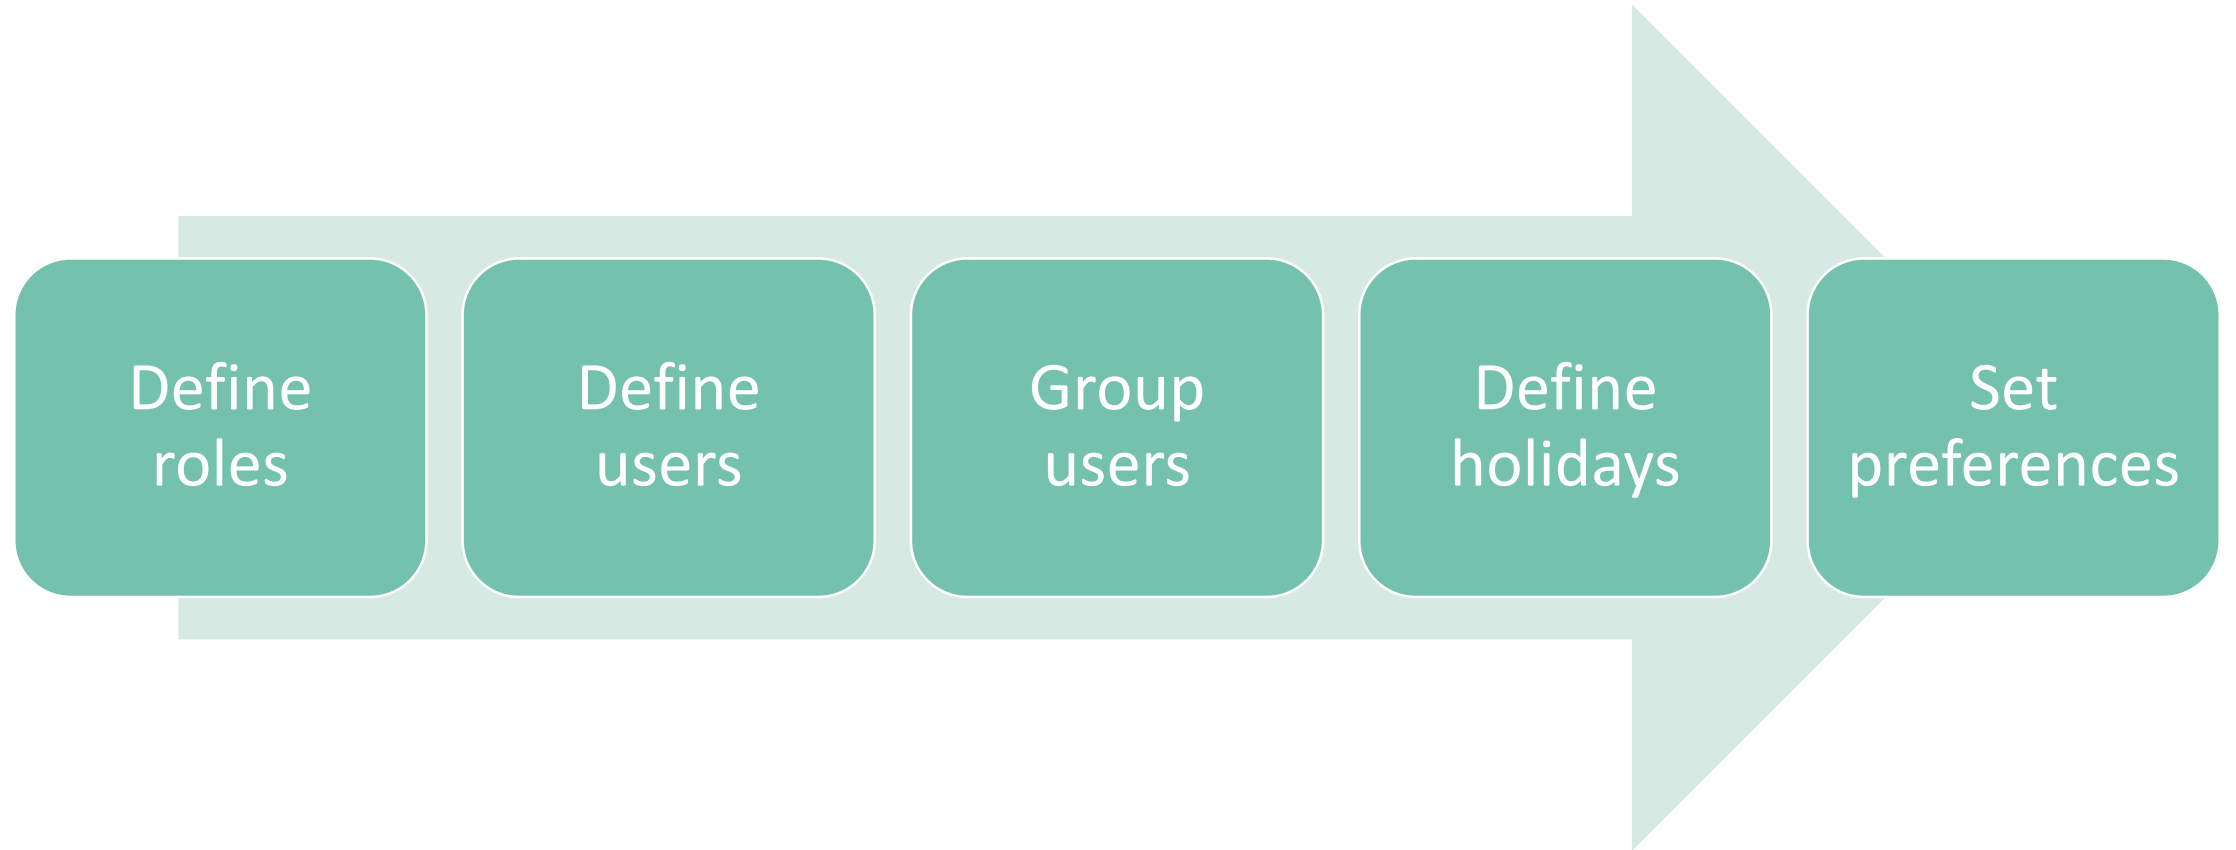 Define
roles
Define
users
Group
users
Define
holidays
Set
preferences